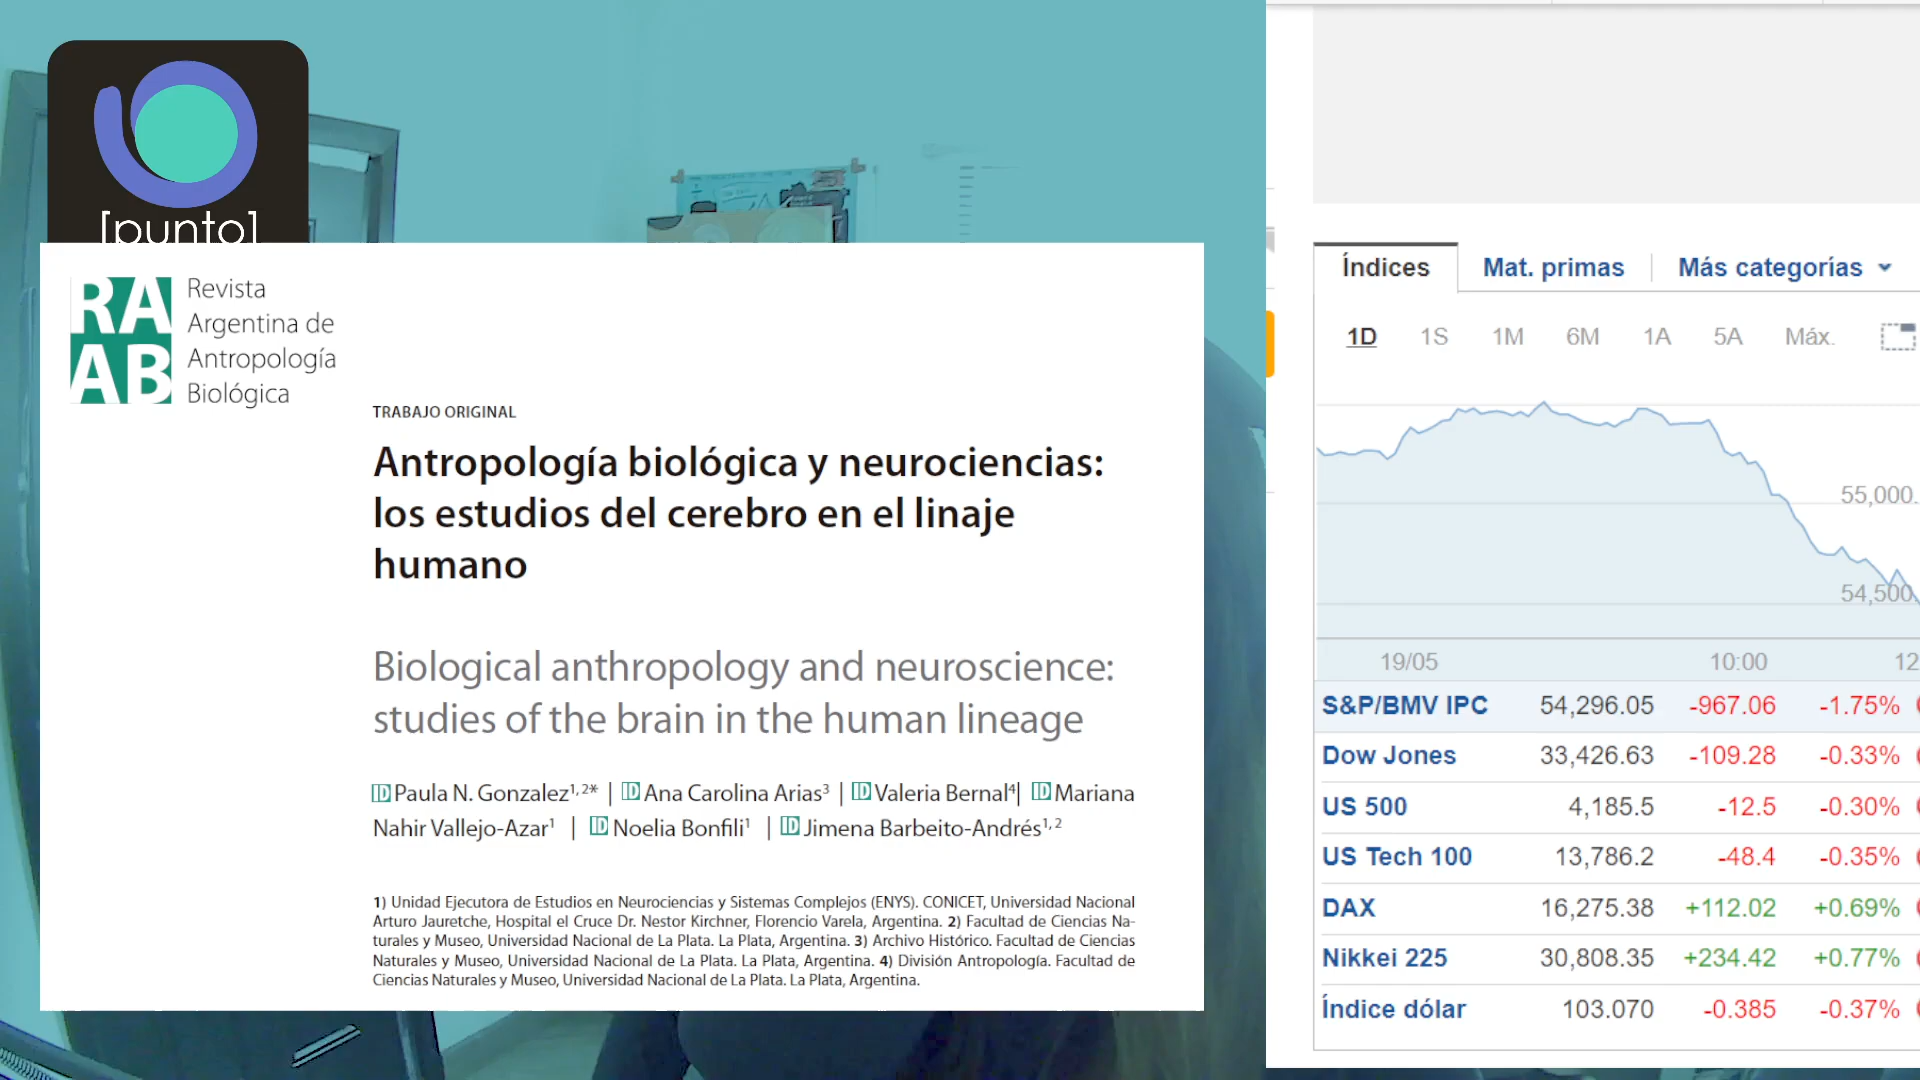 [punto]
RA
AB
Revista
Argentina de
Antropología
Biológica
TRABAJO ORIGINAL
Antropología biológica y neurociencias:
los estudios del cerebro en el linaje
humano
Biological anthropology and neuroscience:
studies of the brain in the human lineage
iD Paula N. Gonzalez1,2* | iD Ana Carolina Arias3 | iD Valeria Bernal4| iD Mariana
Nahir Vallejo-Azar1 | iD Noelia Bonfili1 | iD Jimena Barbeito-Andrés1,2
1) Unidad Ejecutora de Estudios en Neurociencias y Sistemas Complejos (ENYS). CONICET, Universidad Nacional
Arturo Jauretche, Hospital el Cruce Dr. Nestor Kirchner, Florencio Varela, Argentina. 2) Facultad de Ciencias Na-
turales y Museo, Universidad Nacional de La Plata. La Plata, Argentina. 3) Archivo Histórico. Facultad de Ciencias
Naturales y Museo, Universidad Nacional de La Plata. La Plata, Argentina. 4) División Antropología. Facultad de
Ciencias Naturales y Museo, Universidad Nacional de La Plata. La Plata, Argentina.
Índices Mat. primas Más categorías
1D 1S 1M 6M 1A 5A Máx.
55,000.
54,500.
19/05 10:00 12
S&P/BMV IPC 54,296.05 -967.06 -1.75%
Dow Jones 33,426.63 -109.28 -0.33%
US 500 4,185.5 -12.5 -0.30%
US Tech 100 13,786.2 -48.4 -0.35%
DAX 16,275.38 +112.02 +0.69%
Nikkei 225 30,808.35 +234.42 +0.77%
Índice dólar 103.070 -0.385 -0.37%